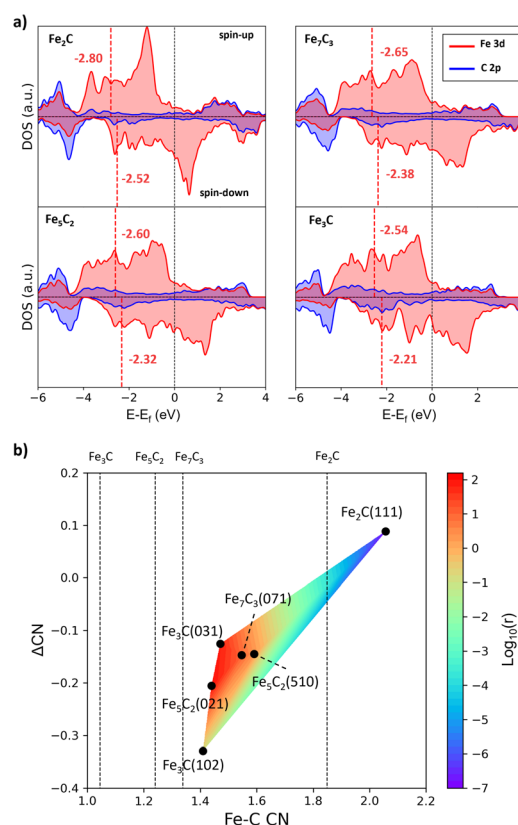 a)
Fe₂C
spin-up
-2.80
-2.52
spin-down
DOS (a.u.)
Fe₇C₃
Fe 3d
C 2p
-2.65
-2.38
DOS (a.u.)
Fe₅C₂
-2.60
-2.32
DOS (a.u.)
−6 −4 −2 0 2 4
E-E_f (eV)
Fe₃C
-2.54
-2.21
DOS (a.u.)
−6 −4 −2 0 2
E-E_f (eV)
b)
Fe₃C Fe₅C₂ Fe₇C₃ Fe₂C
0.2
0.1
0.0
−0.1
−0.2
−0.3
−0.4
ΔCN
Fe₂C(111)
Fe₇C₃(071)
Fe₃C(031)
Fe₅C₂(510)
Fe₅C₂(021)
Fe₃C(102)
1.0 1.2 1.4 1.6 1.8 2.0 2.2
Fe-C CN
2
1
0
−1
−2
−3
−4
−5
−6
−7
Log₁₀(r)